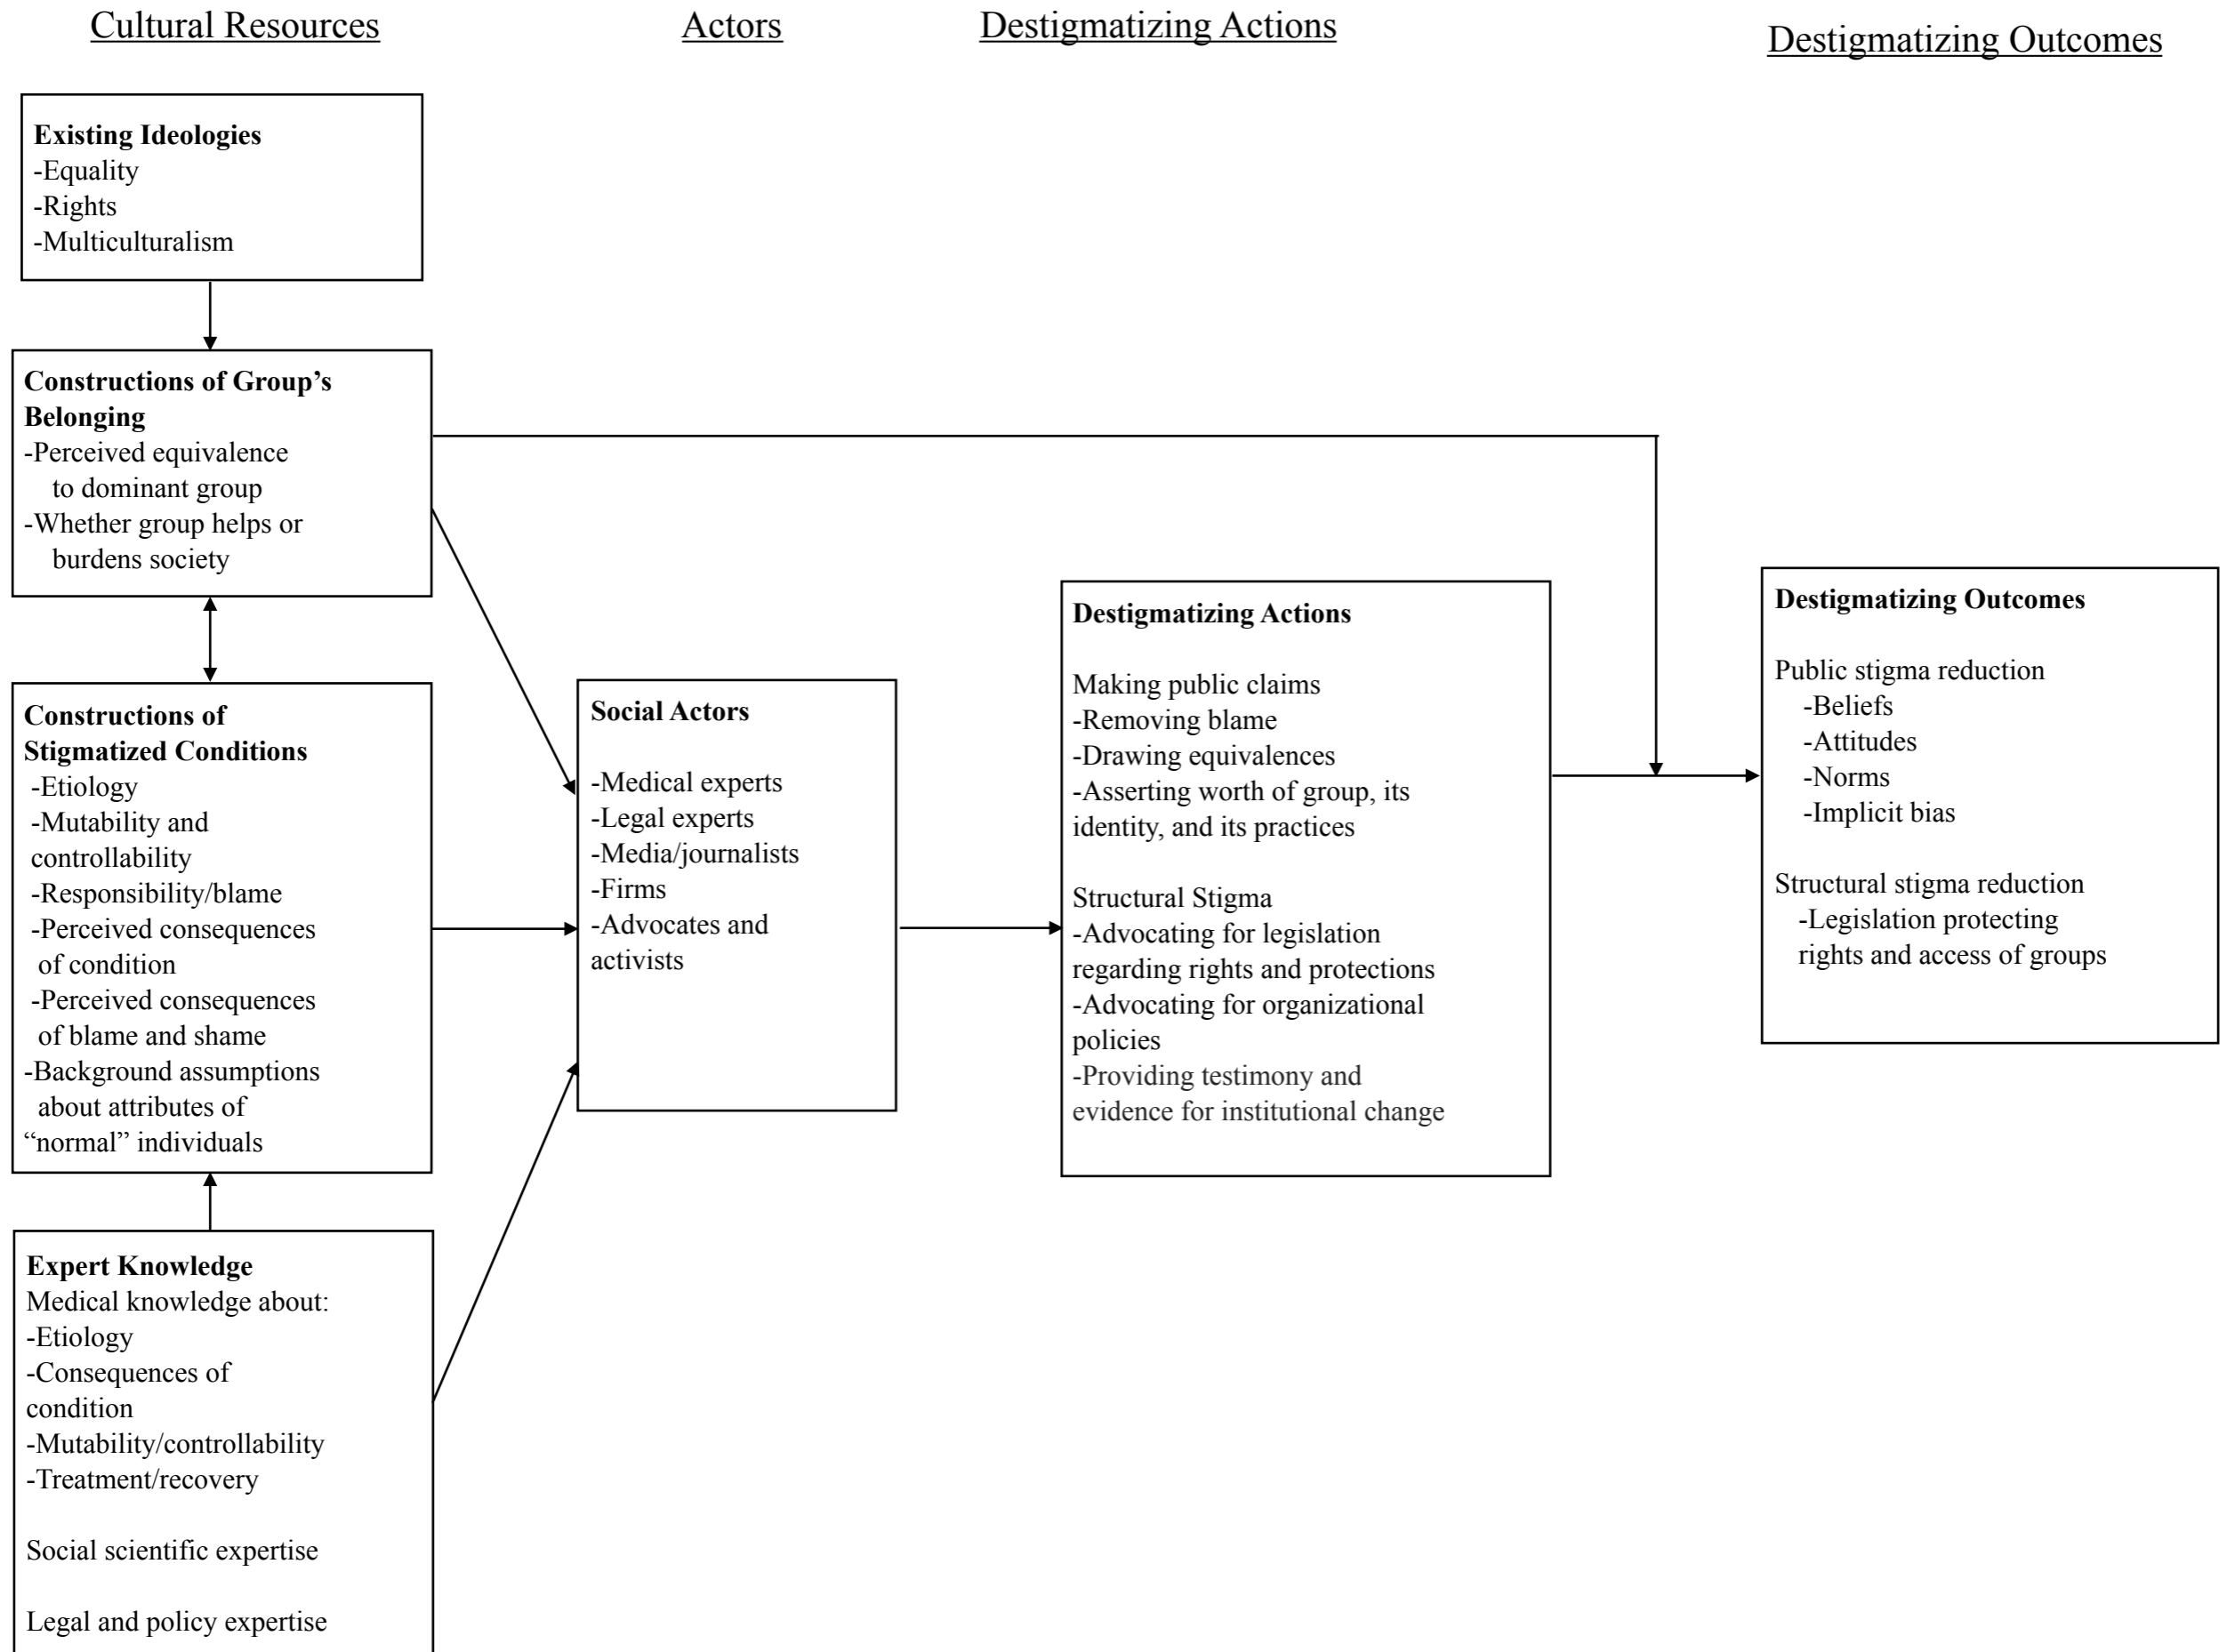 Cultural Resources
Actors
Destigmatizing Actions
Destigmatizing Outcomes
Existing Ideologies
-Equality
-Rights
-Multiculturalism
Constructions of Group’s
Belonging
-Perceived equivalence
to dominant group
-Whether group helps or
burdens society
Constructions of
Stigmatized Conditions
-Etiology
-Mutability and
controllability
-Responsibility/blame
-Perceived consequences
of condition
-Perceived consequences
of blame and shame
-Background assumptions
about attributes of
“normal” individuals
Expert Knowledge
Medical knowledge about:
-Etiology
-Consequences of
condition
-Mutability/controllability
-Treatment/recovery
Social scientific expertise
Legal and policy expertise
Social Actors
-Medical experts
-Legal experts
-Media/journalists
-Firms
-Advocates and
activists
Destigmatizing Actions
Making public claims
-Removing blame
-Drawing equivalences
-Asserting worth of group, its
identity, and its practices
Structural Stigma
-Advocating for legislation
regarding rights and protections
-Advocating for organizational
policies
-Providing testimony and
evidence for institutional change
Destigmatizing Outcomes
Public stigma reduction
-Beliefs
-Attitudes
-Norms
-Implicit bias
Structural stigma reduction
-Legislation protecting
rights and access of groups